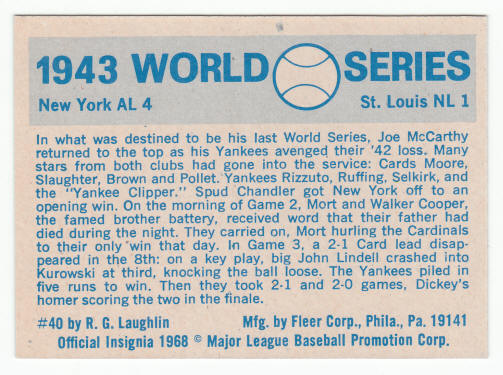 1943 WORLD SERIES
New York AL 4 St. Louis NL 1
In what was destined to be his last World Series, Joe McCarthy
returned to the top as his Yankees avenged their '42 loss. Many
stars from both clubs had gone into the service: Cards Moore,
Slaughter, Brown and Pollet. Yankees Rizzuto, Ruffing, Selkirk, and
the "Yankee Clipper." Spud Chandler got New York off to an
opening win. On the morning of Game 2, Mort and Walker Cooper,
the famed brother battery, received word that their father had
died during the night. They carried on, Mort hurling the Cardinals
to their only win that day. In Game 3, a 2-1 Card lead disap-
peared in the 8th: on a key play, big John Lindell crashed into
Kurowski at third, knocking the ball loose. The Yankees piled in
five runs to win. Then they took 2-1 and 2-0 games, Dickey's
homer scoring the two in the finale.
#40 by R. G. Laughlin Mfg. by Fleer Corp., Phila., Pa. 19141
Official Insignia 1968 © Major League Baseball Promotion Corp.